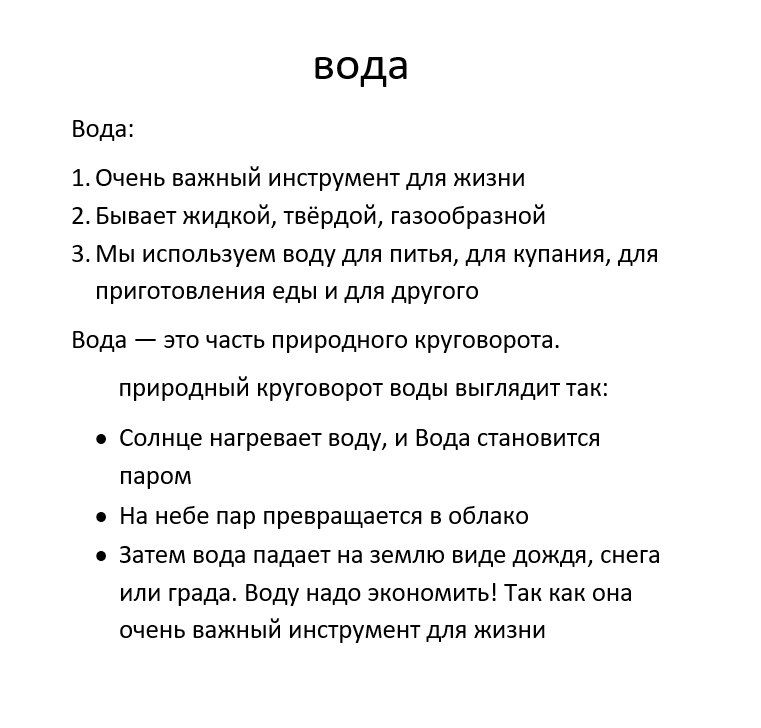 вода
Вода:
1. Очень важный инструмент для жизни
2. Бывает жидкой, твёрдой, газообразной
3. Мы используем воду для питья, для купания, для
приготовления еды и для другого
Вода — это часть природного круговорота.
природный круговорот воды выглядит так:
● Солнце нагревает воду, и Вода становится
паром
● На небе пар превращается в облако
● Затем вода падает на землю виде дождя, снега
или града. Воду надо экономить! Так как она
очень важный инструмент для жизни